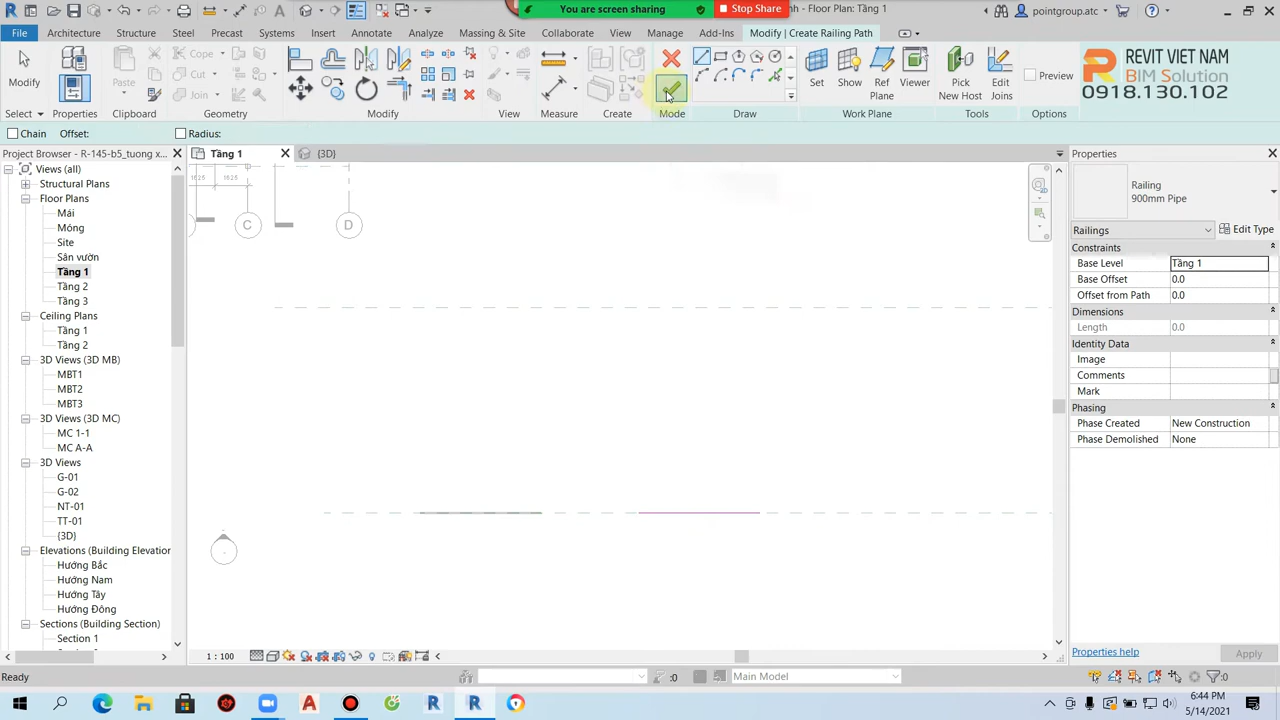 You are screen sharing
Stop Share
nh - Floor Plan: Tầng 1
pointgroup.atc
File
Architecture
Structure
Steel
Precast
Systems
Insert
Annotate
Analyze
Massing & Site
Collaborate
View
Manage
Add-Ins
Modify | Create Railing Path
Modify
Paste
Cope
Cut
Join
Set
Show
Ref Plane
Viewer
Pick New Host
Edit Joins
Preview
REVIT VIET NAM
BIM Solution
0918.130.102
Select
Properties
Clipboard
Geometry
Modify
View
Measure
Create
Mode
Draw
Work Plane
Tools
Options
Chain
Offset:
Radius:
Project Browser - R-145-b5_tuong x...
Tầng 1
{3D}
Properties
Views (all)
Structural Plans
Floor Plans
Mái
Móng
Site
Sân vườn
Tầng 1
Tầng 2
Tầng 3
Ceiling Plans
Tầng 1
Tầng 2
3D Views (3D MB)
MBT1
MBT2
MBT3
3D Views (3D MC)
MC 1-1
MC A-A
3D Views
G-01
G-02
NT-01
TT-01
{3D}
Elevations (Building Elevation
Hướng Bắc
Hướng Nam
Hướng Tây
Hướng Đông
Sections (Building Section)
Section 1
1625
1625
C
D
Railing
900mm Pipe
Railings
Edit Type
Constraints
Base Level
Tầng 1
Base Offset
0.0
Offset from Path
0.0
Dimensions
Length
0.0
Identity Data
Image
Comments
Mark
Phasing
Phase Created
New Construction
Phase Demolished
None
Properties help
Apply
1 : 100
Ready
:0
Main Model
:0
6:44 PM
5/14/2021